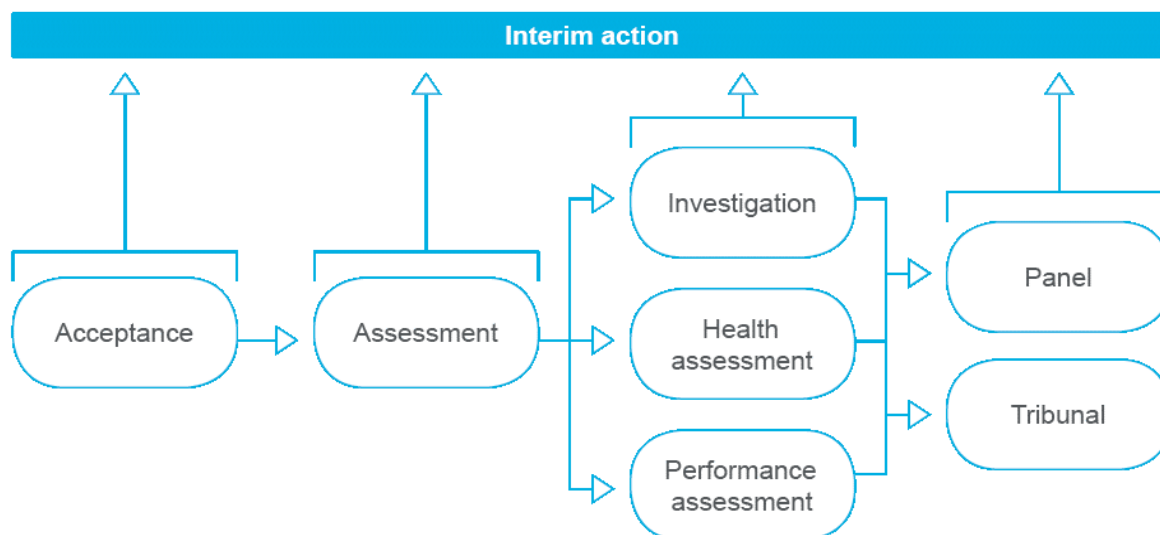 Interim action
Acceptance
Assessment
Investigation
Health
assessment
Performance
assessment
Panel
Tribunal